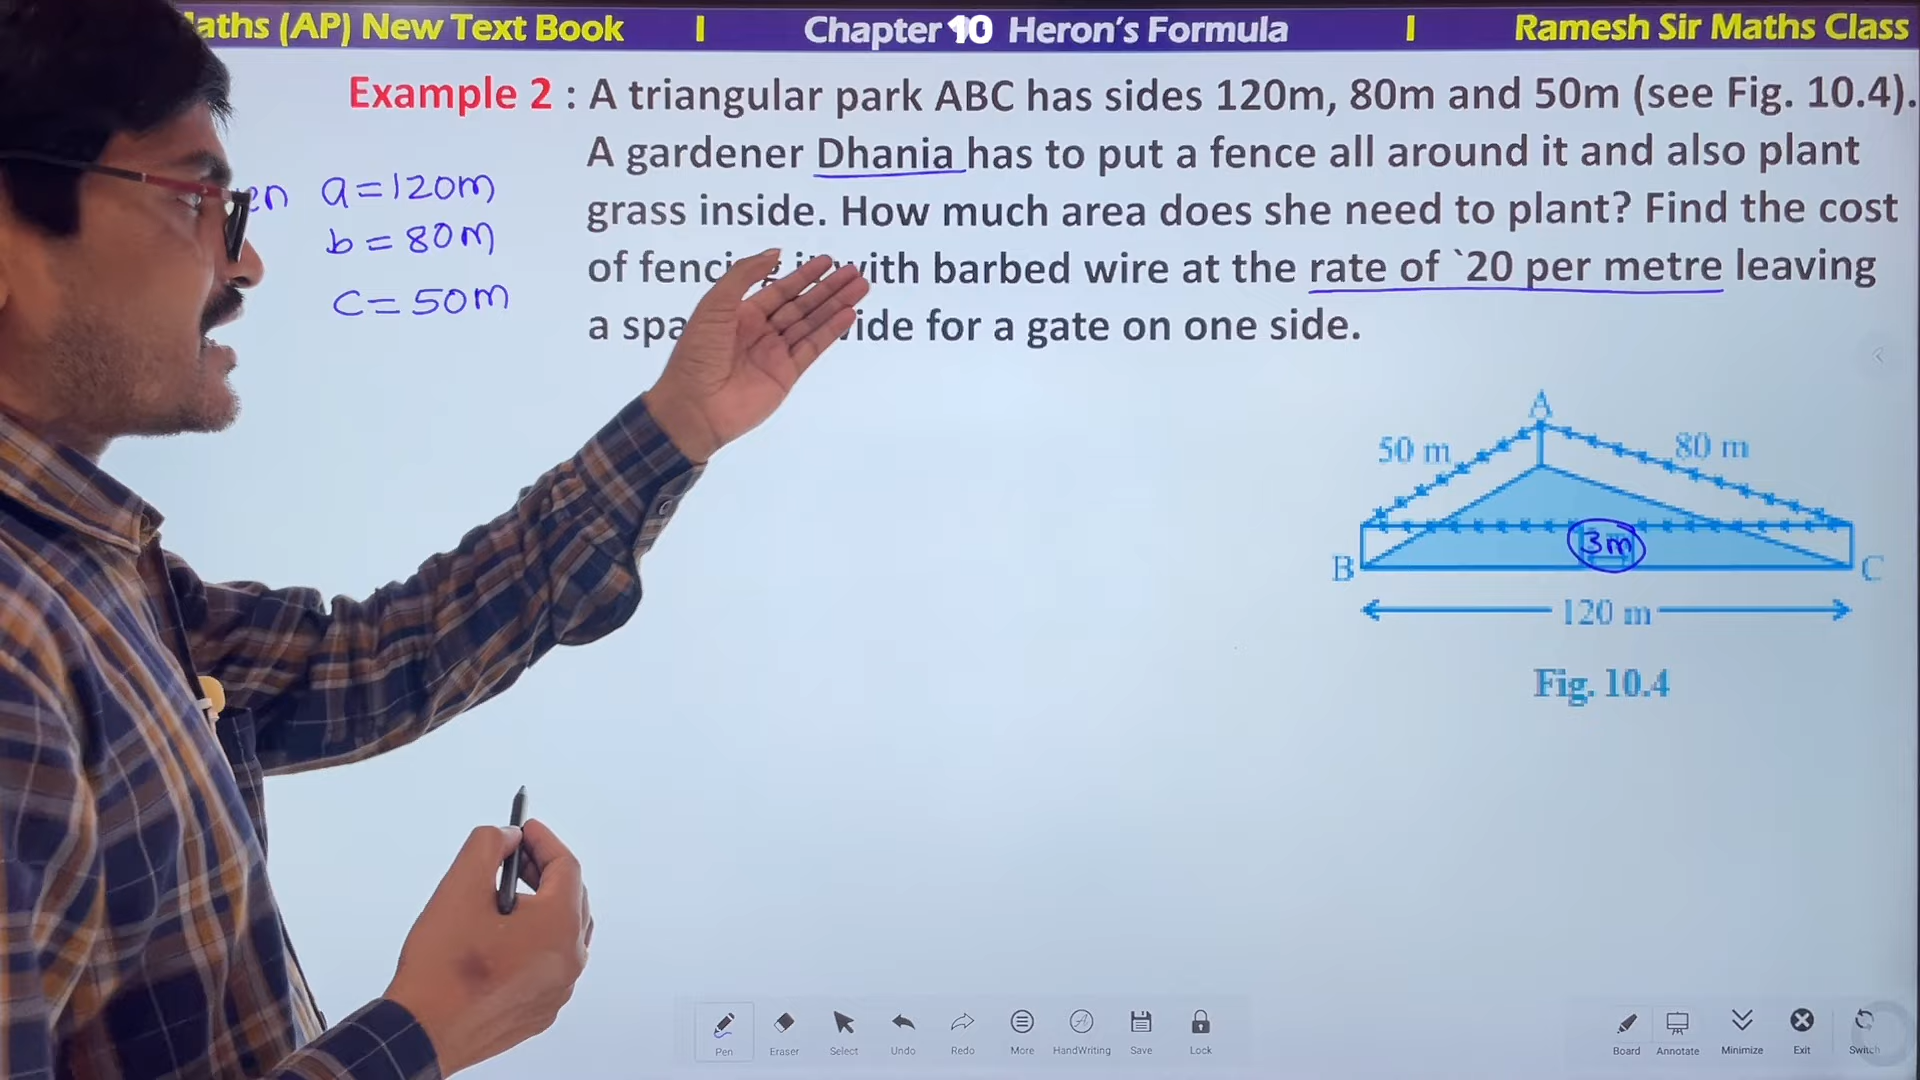 aths (AP) New Text Book I Chapter 10 Heron's Formula I Ramesh Sir Maths Class
Example 2 : A triangular park ABC has sides 120m, 80m and 50m (see Fig. 10.4).
A gardener Dhania has to put a fence all around it and also plant
grass inside. How much area does she need to plant? Find the cost
of with barbed wire at the rate of `20 per metre leaving
a for a gate on one side.
a=120m
b=80m
c=50m
A
50 m 80 m
3m
B C
120 m
Fig. 10.4
Pen Eraser Select Undo Redo More HandWriting Save Lock Board Annotate Minimize Exit Switch